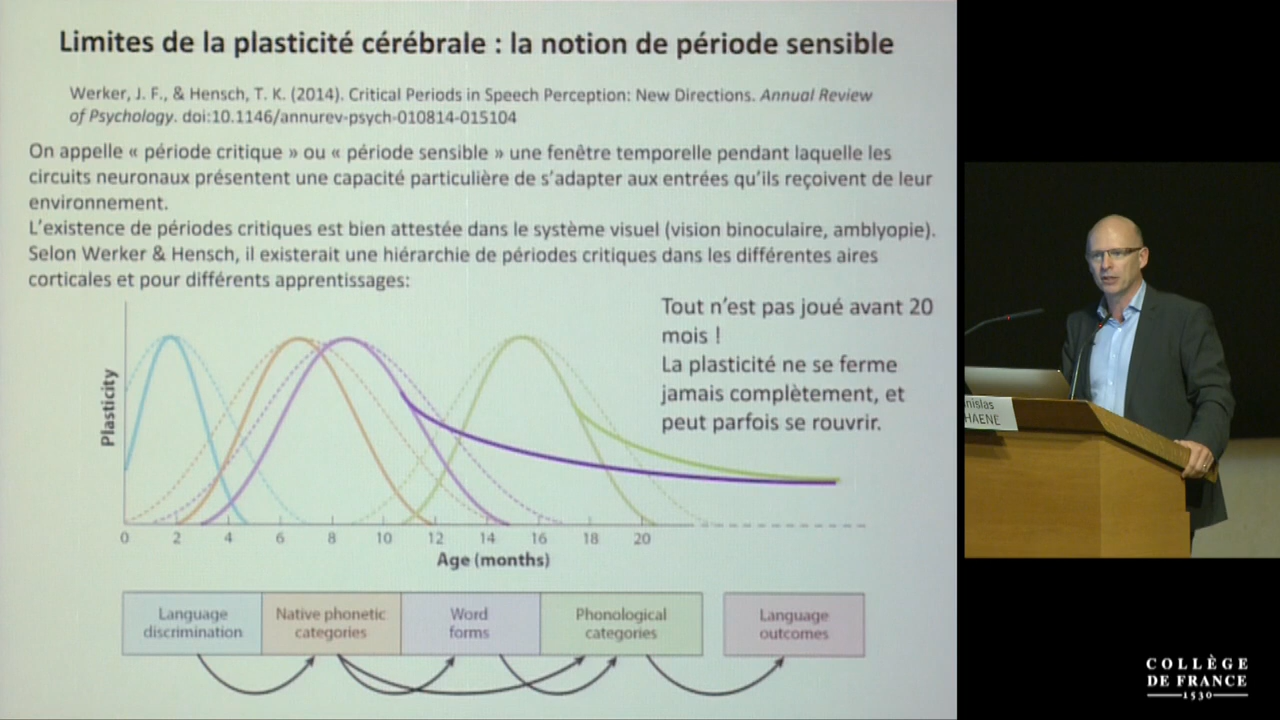 Limites de la plasticité cérébrale : la notion de période sensible
Werker, J. F., & Hensch, T. K. (2014). Critical Periods in Speech Perception: New Directions. Annual Review
of Psychology. doi:10.1146/annurev-psych-010814-015104
On appelle « période critique » ou « période sensible » une fenêtre temporelle pendant laquelle les
circuits neuronaux présentent une capacité particulière de s’adapter aux entrées qu’ils reçoivent de leur
environnement.
L’existence de périodes critiques est bien attestée dans le système visuel (vision binoculaire, amblyopie).
Selon Werker & Hensch, il existerait une hiérarchie de périodes critiques dans les différentes aires
corticales et pour différents apprentissages:
Tout n’est pas joué avant 20
mois !
La plasticité ne se ferme
jamais complètement, et
peut parfois se rouvrir.
Plasticity
0 2 4 6 8 10 12 14 16 18 20
Age (months)
Language
discrimination
Native phonetic
categories
Word
forms
Phonological
categories
Language
outcomes
nislas
HAENE
COLLÈGE
DE FRANCE
1530